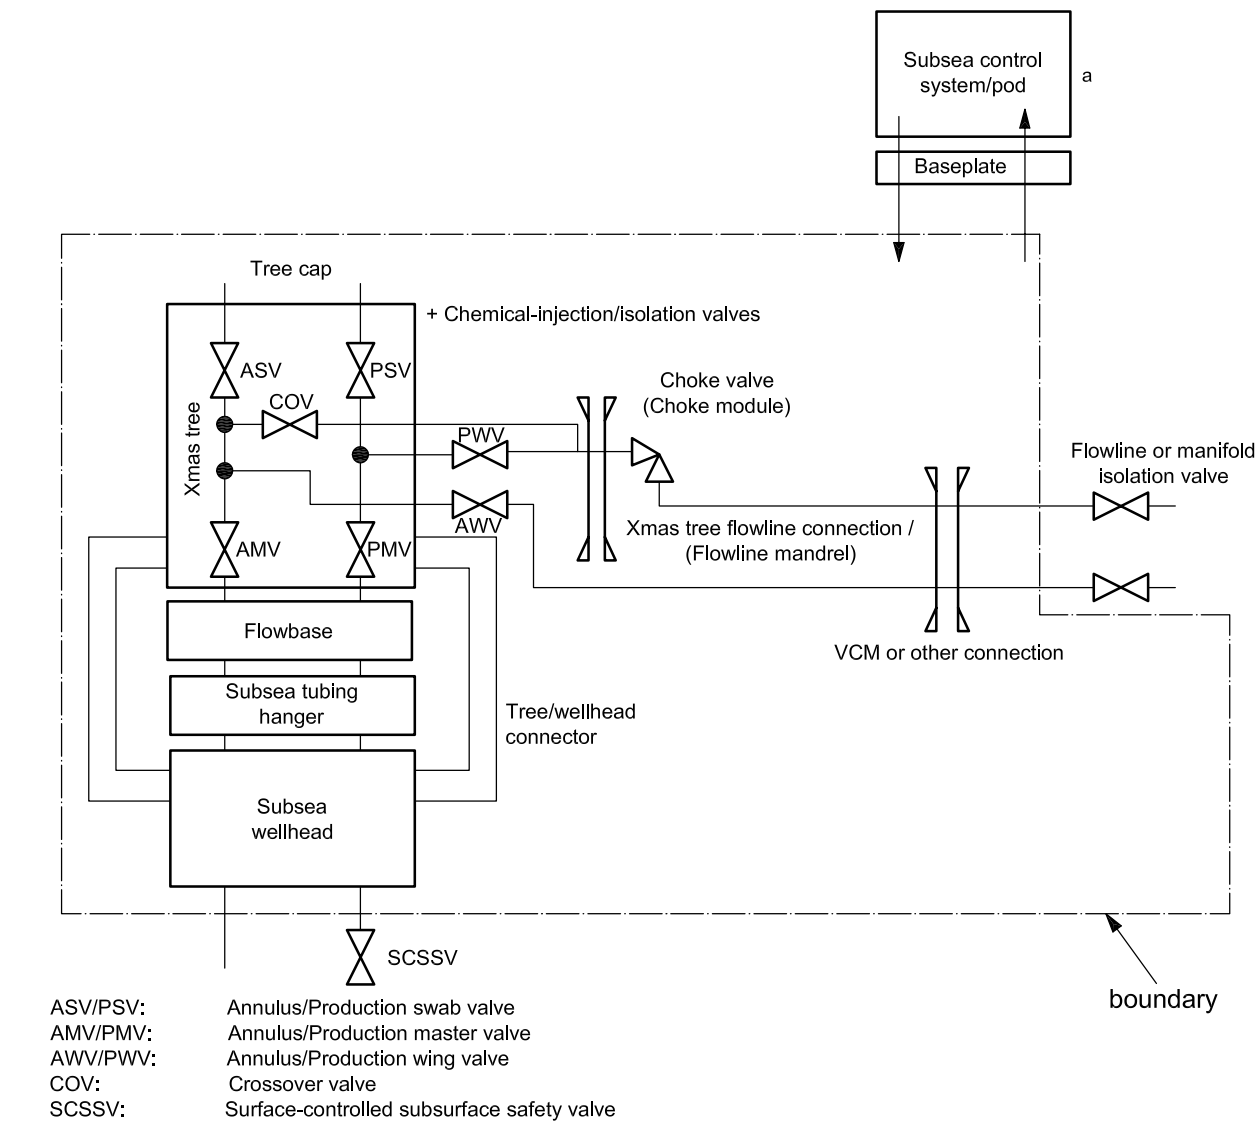 Subsea control
system/pod
a
Baseplate
Tree cap
+ Chemical-injection/isolation valves
ASV
PSV
COV
Choke valve
(Choke module)
Xmas tree
PWV
Flowline or manifold
isolation valve
AWV
Xmas tree flowline connection /
(Flowline mandrel)
AMV
PMV
Flowbase
VCM or other connection
Subsea tubing
hanger
Tree/wellhead
connector
Subsea
wellhead
SCSSV
boundary
ASV/PSV: Annulus/Production swab valve
AMV/PMV: Annulus/Production master valve
AWV/PWV: Annulus/Production wing valve
COV: Crossover valve
SCSSV: Surface-controlled subsurface safety valve